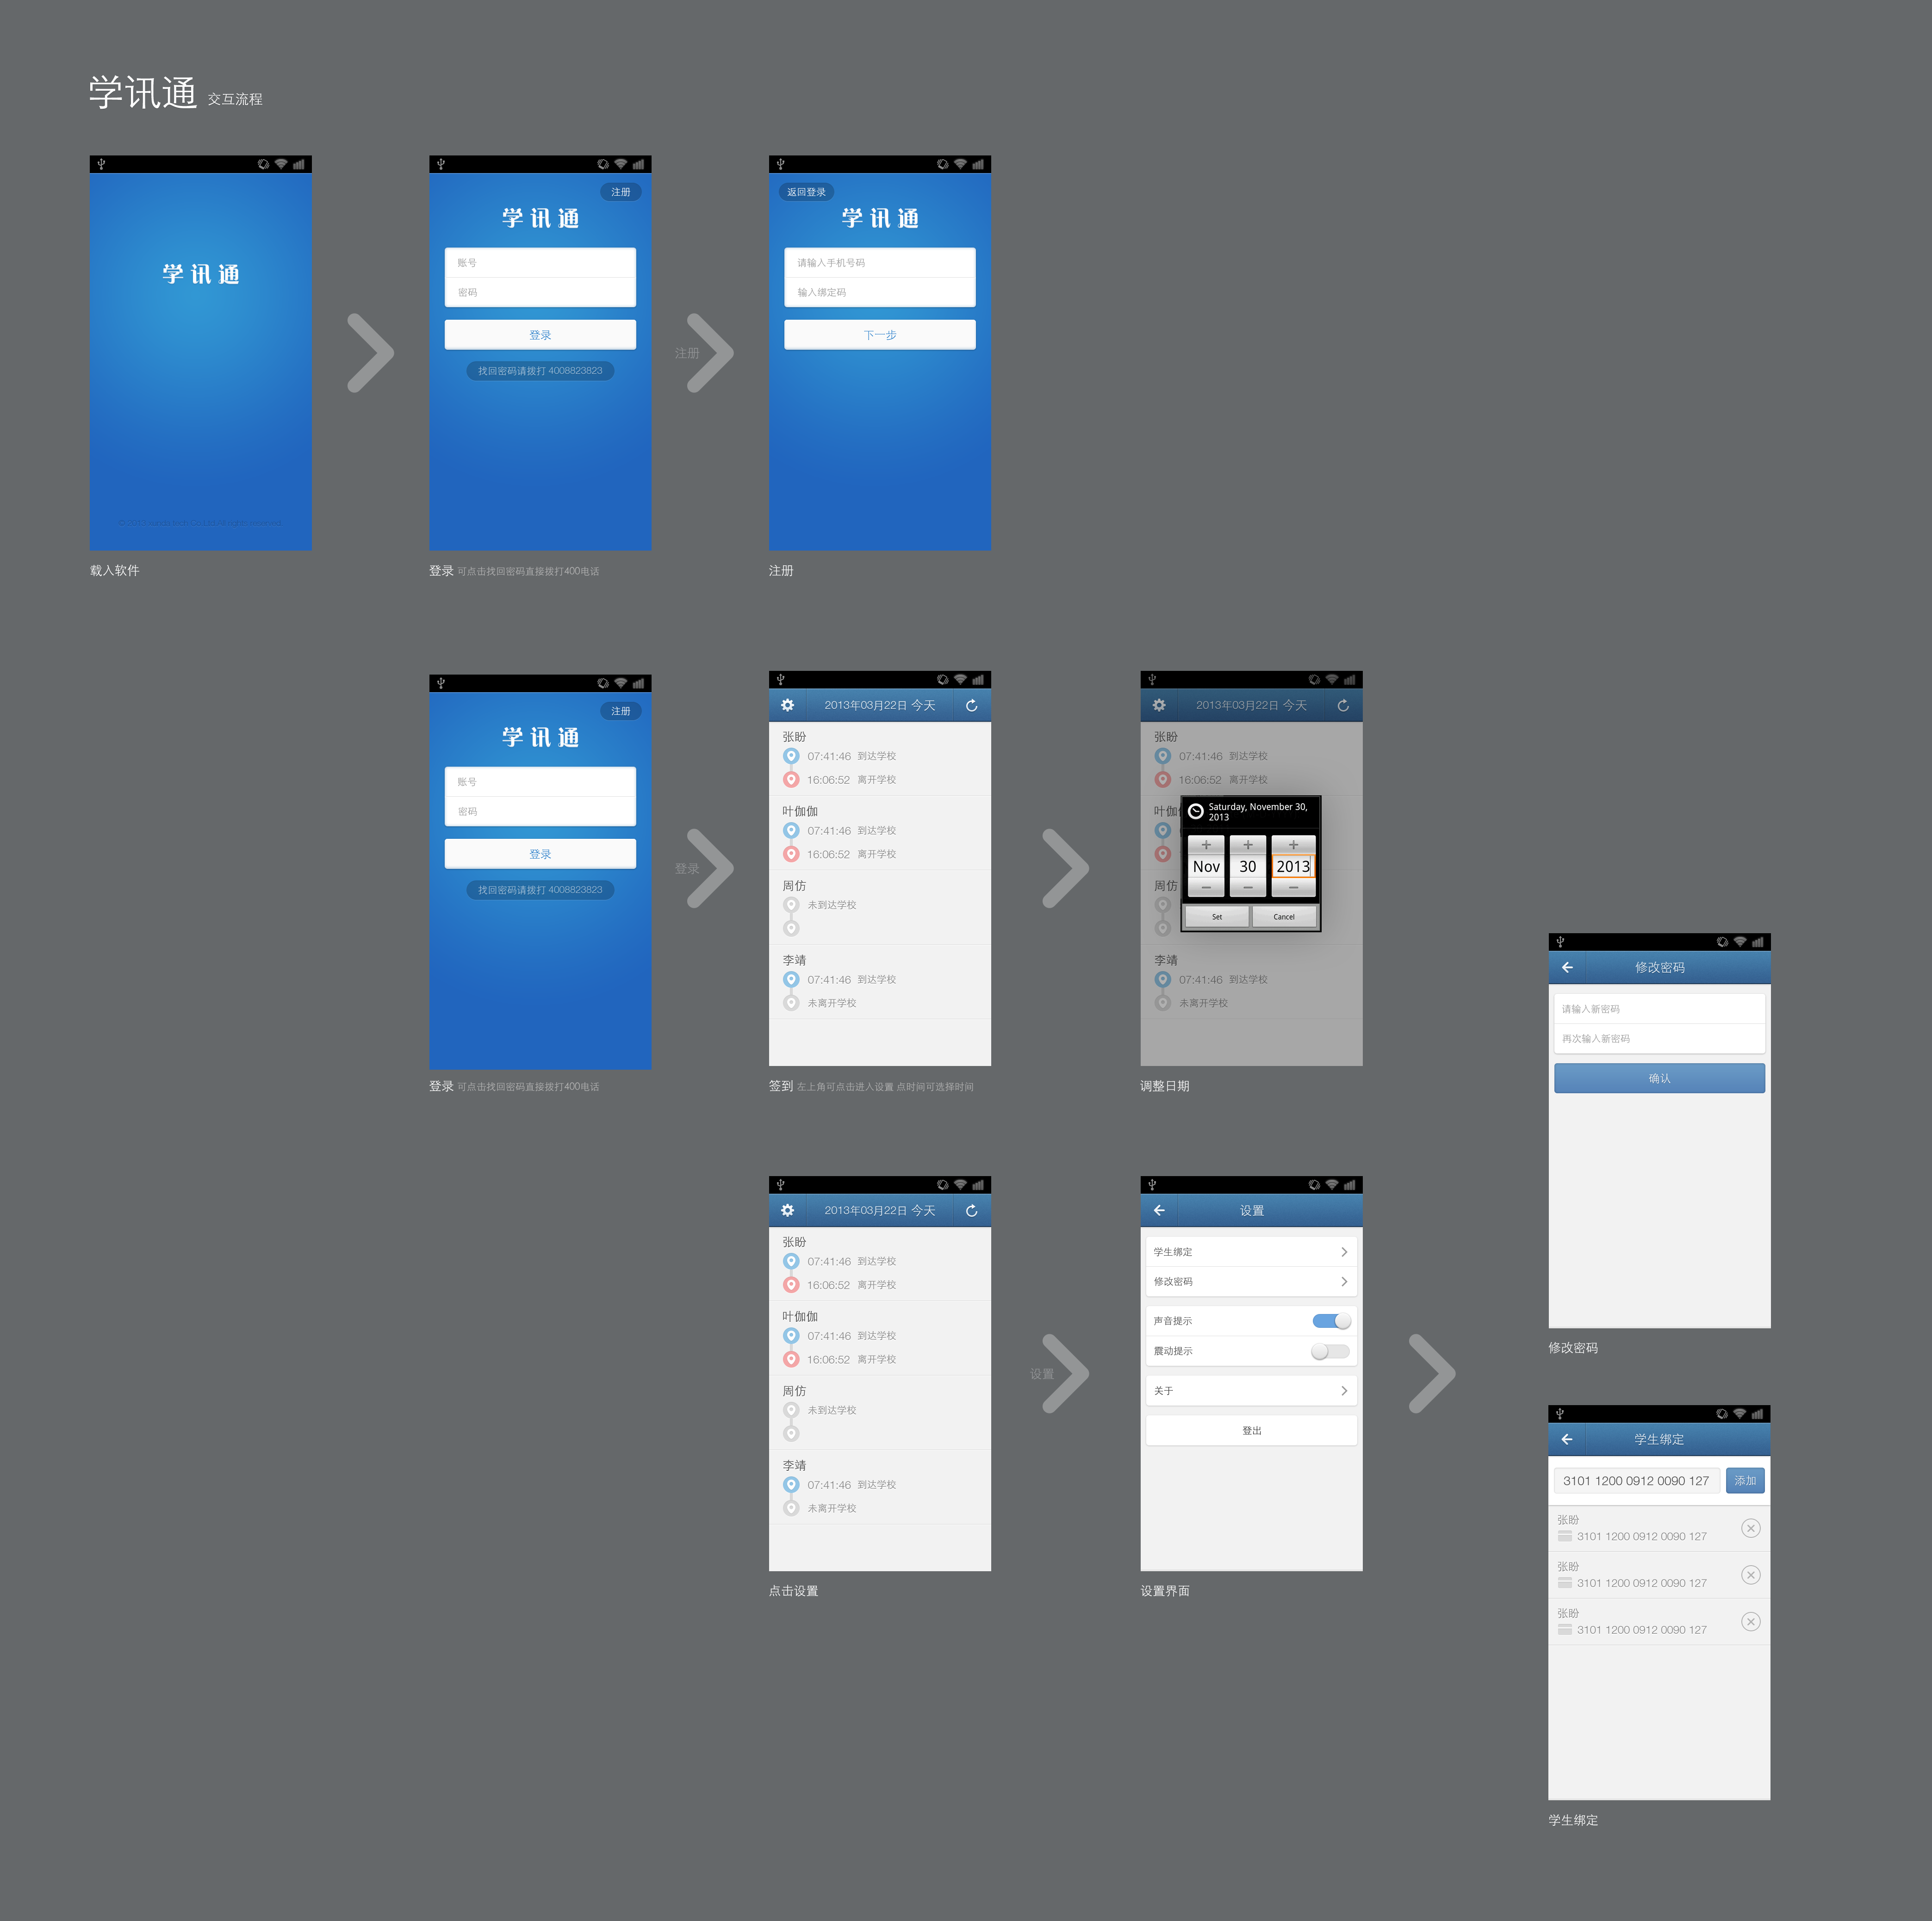 学讯通 交互流程
学讯通
载入软件
注册
学讯通
账号
密码
登录
找回密码请拨打 4008823823
登录 可点击找回密码直接拨打400电话
注册
返回登录
学讯通
请输入手机号码
输入绑定码
下一步
注册
注册
学讯通
账号
密码
登录
找回密码请拨打 4008823823
登录 可点击找回密码直接拨打400电话
登录
2013年03月22日 今天
张盼
07:41:46 到达学校
16:06:52 离开学校
叶伽伽
07:41:46 到达学校
16:06:52 离开学校
周仿
未到达学校
李靖
07:41:46 到达学校
未离开学校
签到 左上角可点击进入设置 点时间可选择时间
2013年03月22日 今天
张盼
07:41:46 到达学校
16:06:52 离开学校
叶伽
周仿
李靖
07:41:46 到达学校
未离开学校
Saturday, November 30,
2013
+ + +
Nov 30 2013
− − −
Set Cancel
调整日期
2013年03月22日 今天
张盼
07:41:46 到达学校
16:06:52 离开学校
叶伽伽
07:41:46 到达学校
16:06:52 离开学校
周仿
未到达学校
李靖
07:41:46 到达学校
未离开学校
点击设置
设置
设置
学生绑定
修改密码
声音提示
震动提示
关于
登出
设置界面
修改密码
请输入新密码
再次输入新密码
确认
修改密码
学生绑定
3101 1200 0912 0090 127 添加
张盼
3101 1200 0912 0090 127
张盼
3101 1200 0912 0090 127
张盼
3101 1200 0912 0090 127
学生绑定